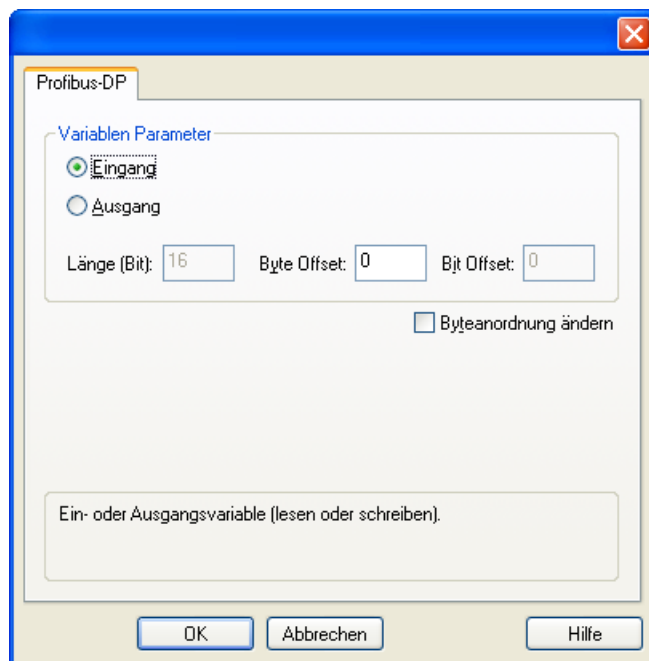 Profibus-DP
Variablen Parameter
Eingang
Ausgang
Länge (Bit): 16 Byte Offset: 0 Bit Offset: 0
Byteanordnung ändern
Ein- oder Ausgangsvariable (lesen oder schreiben).
OK Abbrechen Hilfe